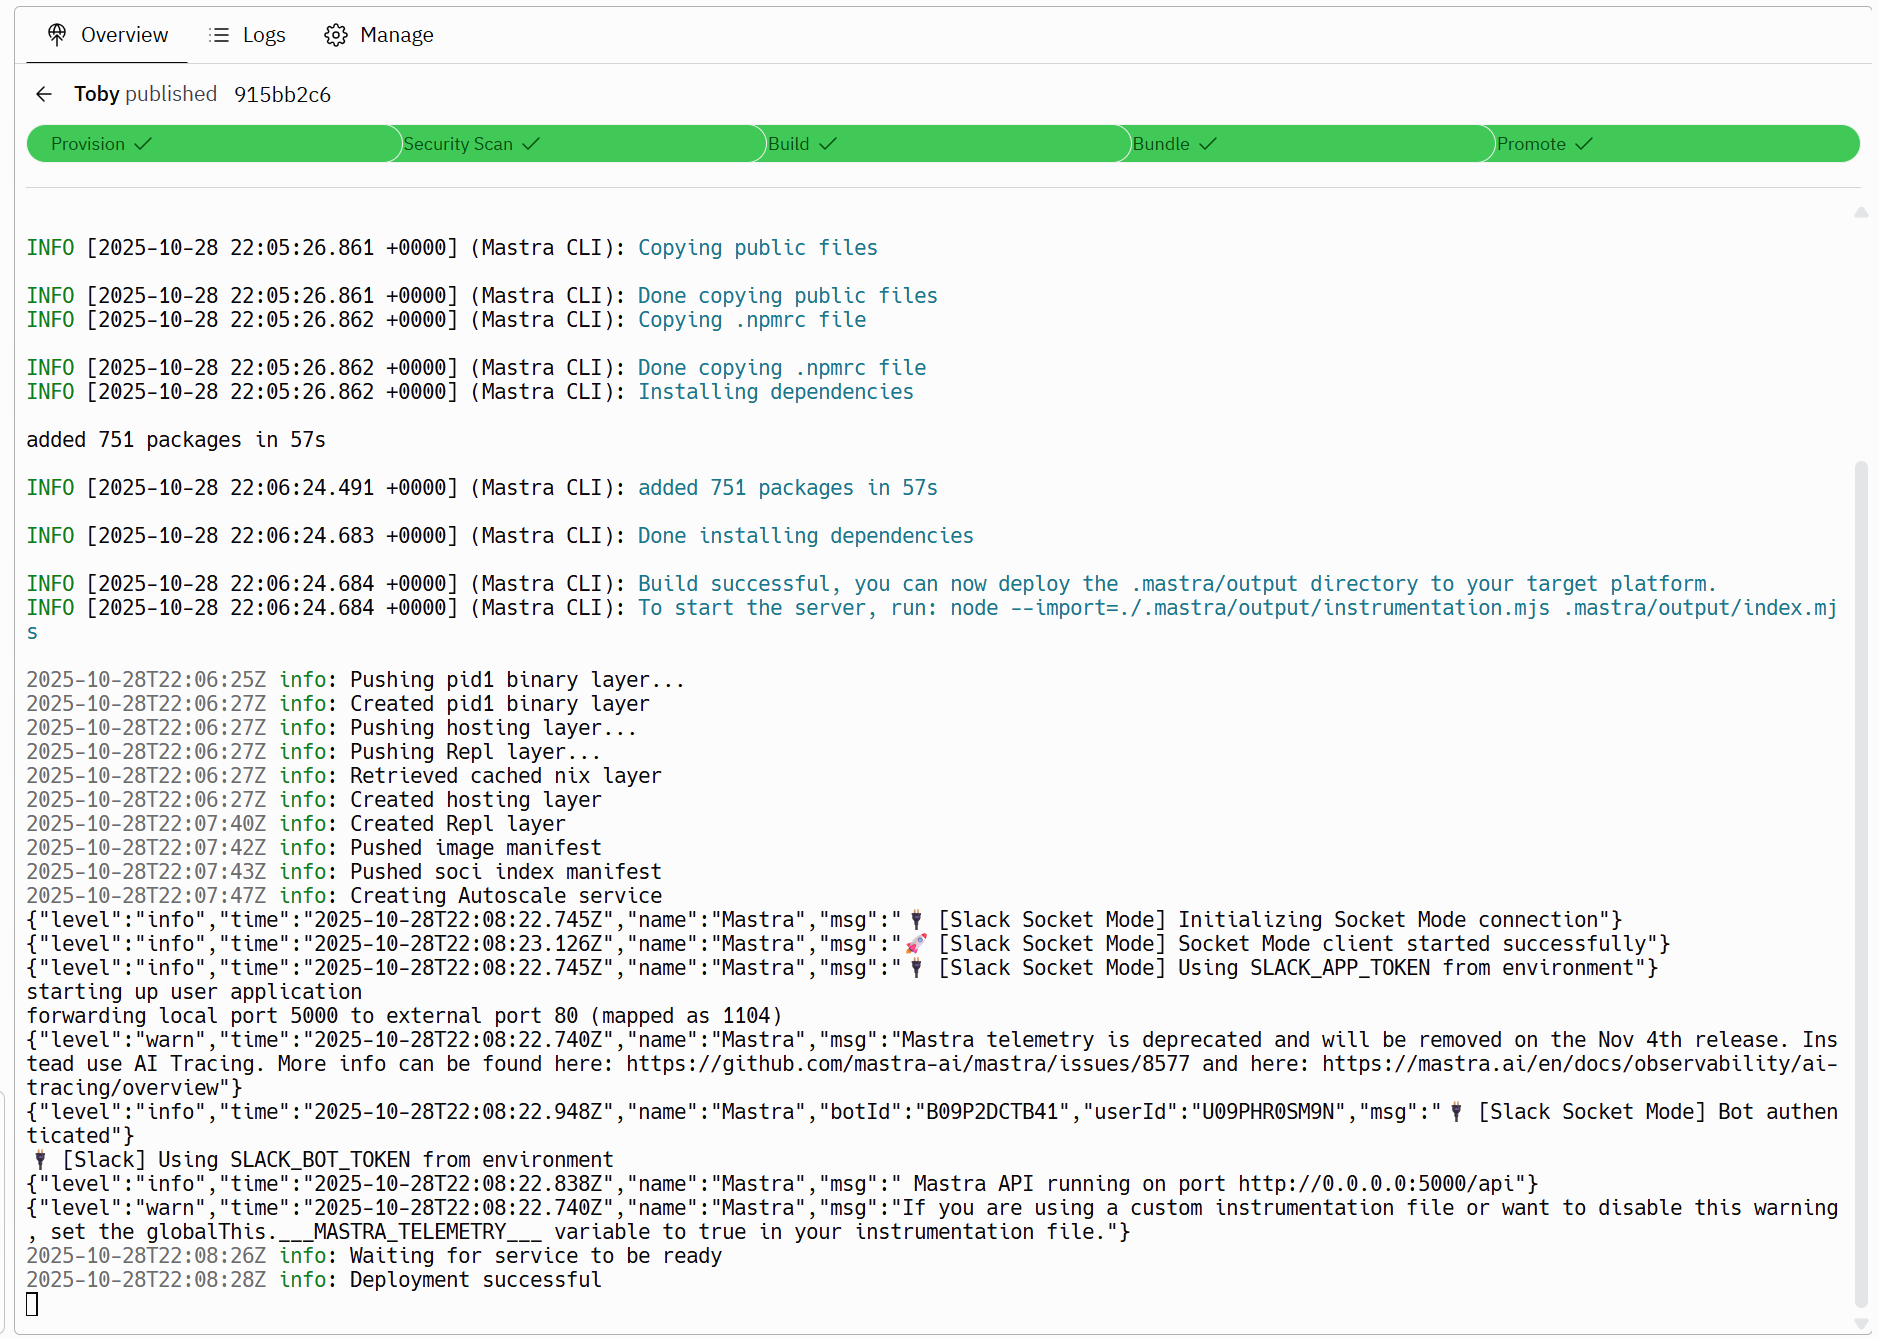 Overview Logs Manage
← Toby published 915bb2c6
Provision ✓ Security Scan ✓ Build ✓ Bundle ✓ Promote ✓
INFO [2025-10-28 22:05:26.861 +0000] (Mastra CLI): Copying public files
INFO [2025-10-28 22:05:26.861 +0000] (Mastra CLI): Done copying public files
INFO [2025-10-28 22:05:26.862 +0000] (Mastra CLI): Copying .npmrc file
INFO [2025-10-28 22:05:26.862 +0000] (Mastra CLI): Done copying .npmrc file
INFO [2025-10-28 22:05:26.862 +0000] (Mastra CLI): Installing dependencies
added 751 packages in 57s
INFO [2025-10-28 22:06:24.491 +0000] (Mastra CLI): added 751 packages in 57s
INFO [2025-10-28 22:06:24.683 +0000] (Mastra CLI): Done installing dependencies
INFO [2025-10-28 22:06:24.684 +0000] (Mastra CLI): Build successful, you can now deploy the .mastra/output directory to your target platform.
INFO [2025-10-28 22:06:24.684 +0000] (Mastra CLI): To start the server, run: node --import=./.mastra/output/instrumentation.mjs .mastra/output/index.mj
s
2025-10-28T22:06:25Z info: Pushing pid1 binary layer...
2025-10-28T22:06:27Z info: Created pid1 binary layer
2025-10-28T22:06:27Z info: Pushing hosting layer...
2025-10-28T22:06:27Z info: Pushing Repl layer...
2025-10-28T22:06:27Z info: Retrieved cached nix layer
2025-10-28T22:06:27Z info: Created hosting layer
2025-10-28T22:07:40Z info: Created Repl layer
2025-10-28T22:07:42Z info: Pushed image manifest
2025-10-28T22:07:43Z info: Pushed soci index manifest
2025-10-28T22:07:47Z info: Creating Autoscale service
{"level":"info","time":"2025-10-28T22:08:22.745Z","name":"Mastra","msg":"🔌 [Slack Socket Mode] Initializing Socket Mode connection"}
{"level":"info","time":"2025-10-28T22:08:23.126Z","name":"Mastra","msg":"🚀 [Slack Socket Mode] Socket Mode client started successfully"}
{"level":"info","time":"2025-10-28T22:08:22.745Z","name":"Mastra","msg":"🔌 [Slack Socket Mode] Using SLACK_APP_TOKEN from environment"}
starting up user application
forwarding local port 5000 to external port 80 (mapped as 1104)
{"level":"warn","time":"2025-10-28T22:08:22.740Z","name":"Mastra","msg":"Mastra telemetry is deprecated and will be removed on the Nov 4th release. Ins
tead use AI Tracing. More info can be found here: https://github.com/mastra-ai/mastra/issues/8577 and here: https://mastra.ai/en/docs/observability/ai-
tracing/overview"}
{"level":"info","time":"2025-10-28T22:08:22.948Z","name":"Mastra","botId":"B09P2DCTB41","userId":"U09PHR0SM9N","msg":"🔌 [Slack Socket Mode] Bot authen
ticated"}
🔌 [Slack] Using SLACK_BOT_TOKEN from environment
{"level":"info","time":"2025-10-28T22:08:22.838Z","name":"Mastra","msg":" Mastra API running on port http://0.0.0.0:5000/api"}
{"level":"warn","time":"2025-10-28T22:08:22.740Z","name":"Mastra","msg":"If you are using a custom instrumentation file or want to disable this warning
, set the globalThis.___MASTRA_TELEMETRY___ variable to true in your instrumentation file."}
2025-10-28T22:08:26Z info: Waiting for service to be ready
2025-10-28T22:08:28Z info: Deployment successful